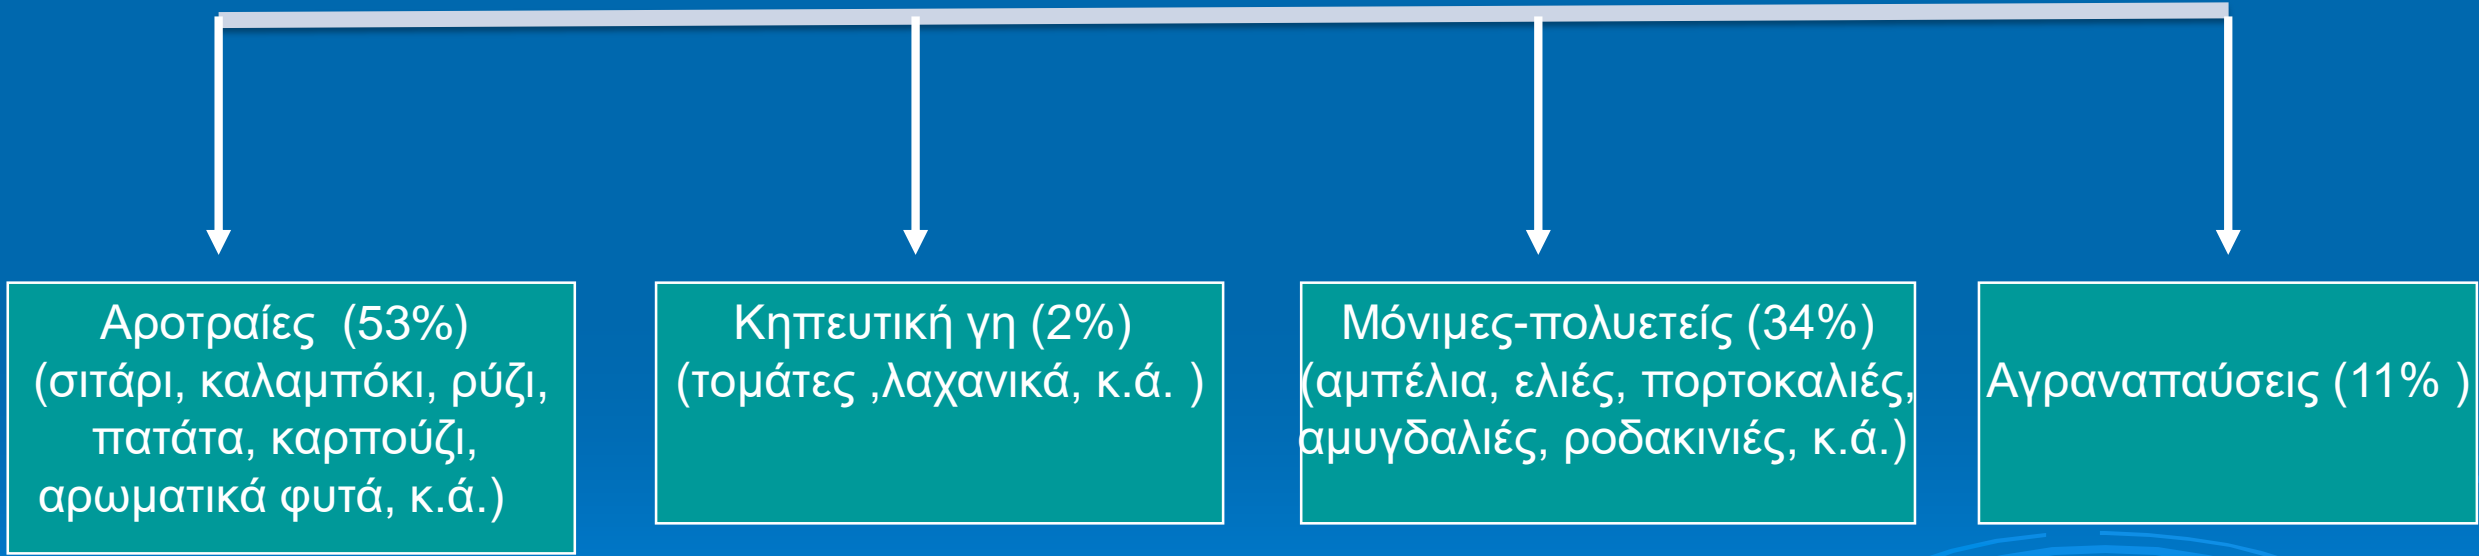 Αροτραίες (53%)
(σιτάρι, καλαμπόκι, ρύζι,
πατάτα, καρπούζι,
αρωματικά φυτά, κ.ά.)
Κηπευτική γη (2%)
(τομάτες ,λαχανικά, κ.ά. )
Μόνιμες-πολυετείς (34%)
(αμπέλια, ελιές, πορτοκαλιές,
αμυγδαλιές, ροδακινιές, κ.ά.)
Αγραναπαύσεις (11% )